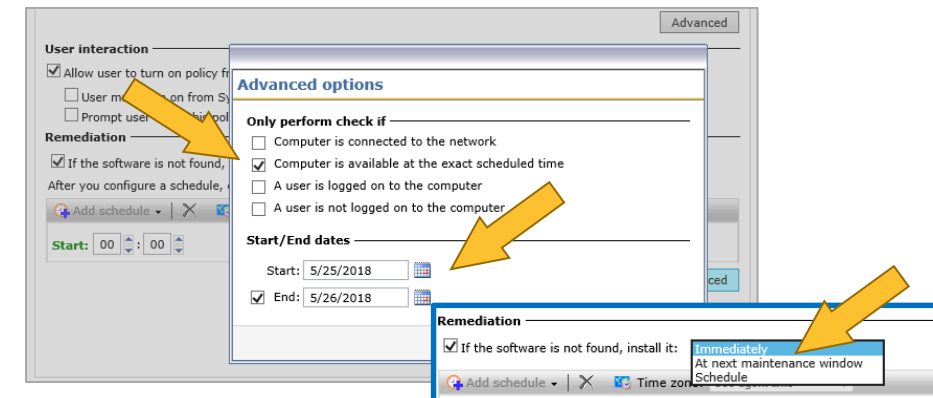 Advanced
User interaction
Allow user to turn on policy
User on from
Prompt user
Remediation
If the software is not found,
After you configure a schedule,
Add schedule
Start: 00 : 00
Advanced options
Only perform check if
Computer is connected to the network
Computer is available at the exact scheduled time
A user is logged on to the computer
A user is not logged on to the computer
Start/End dates
Start: 5/25/2018
End: 5/26/2018
Remediation
If the software is not found, install it: Immediately
At next maintenance window
Schedule
Add schedule Time zone: